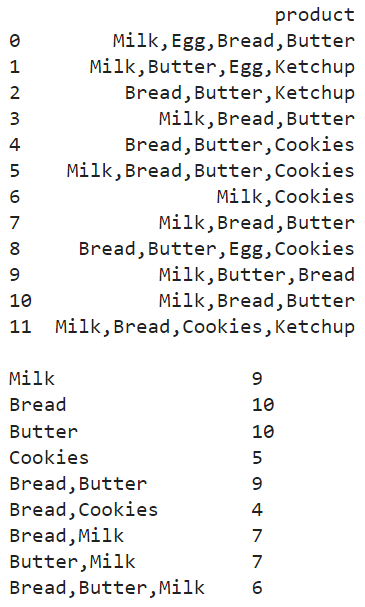 product
0 Milk,Egg,Bread,Butter
1 Milk,Butter,Egg,Ketchup
2 Bread,Butter,Ketchup
3 Milk,Bread,Butter
4 Bread,Butter,Cookies
5 Milk,Bread,Butter,Cookies
6 Milk,Cookies
7 Milk,Bread,Butter
8 Bread,Butter,Egg,Cookies
9 Milk,Butter,Bread
10 Milk,Bread,Butter
11 Milk,Bread,Cookies,Ketchup
Milk 9
Bread 10
Butter 10
Cookies 5
Bread,Butter 9
Bread,Cookies 4
Bread,Milk 7
Butter,Milk 7
Bread,Butter,Milk 6